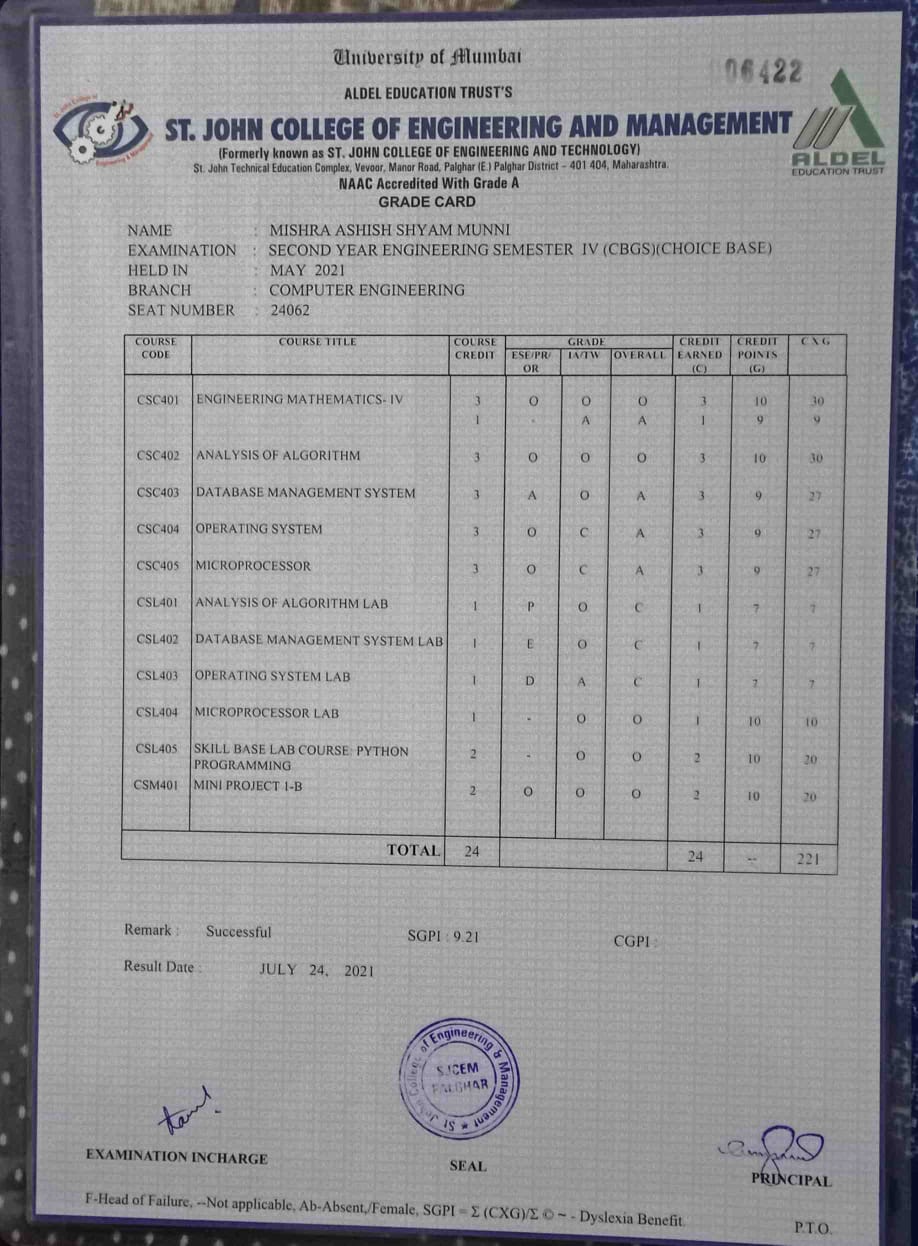 University of Mumbai
06422
ALDEL EDUCATION TRUST'S
ST. JOHN COLLEGE OF ENGINEERING AND MANAGEMENT
(Formerly known as ST. JOHN COLLEGE OF ENGINEERING AND TECHNOLOGY)
St. John Technical Education Complex, Vevoor, Manor Road, Palghar (E.) Palghar District – 401 404, Maharashtra.
NAAC Accredited With Grade A
GRADE CARD
ALDEL
EDUCATION TRUST
NAME : MISHRA ASHISH SHYAM MUNNI
EXAMINATION : SECOND YEAR ENGINEERING SEMESTER IV (CBGS)(CHOICE BASE)
HELD IN : MAY 2021
BRANCH : COMPUTER ENGINEERING
SEAT NUMBER : 24062
COURSE CODE COURSE TITLE COURSE CREDIT GRADE CREDIT EARNED (C) CREDIT POINTS (G) C X G
ESE/PR/OR IA/TW OVERALL
CSC401 ENGINEERING MATHEMATICS- IV 3 O O O 3 10 30
1 - A A 1 9 9
CSC402 ANALYSIS OF ALGORITHM 3 O O O 3 10 30
CSC403 DATABASE MANAGEMENT SYSTEM 3 A O A 3 9 27
CSC404 OPERATING SYSTEM 3 O C A 3 9 27
CSC405 MICROPROCESSOR 3 O C A 3 9 27
CSL401 ANALYSIS OF ALGORITHM LAB 1 P O C 1 7 7
CSL402 DATABASE MANAGEMENT SYSTEM LAB 1 E O C 1 7 7
CSL403 OPERATING SYSTEM LAB 1 D A C 1 7 7
CSL404 MICROPROCESSOR LAB 1 - O O 1 10 10
CSL405 SKILL BASE LAB COURSE: PYTHON 2 - O O 2 10 20
PROGRAMMING
CSM401 MINI PROJECT 1-B 2 O O O 2 10 20
TOTAL 24 24 -- 221
Remark : Successful SGPI : 9.21 CGPI :
Result Date : JULY 24, 2021
St John College of Engineering & Management
SJCEM
PALGHAR
EXAMINATION INCHARGE SEAL PRINCIPAL
F-Head of Failure, --Not applicable, Ab-Absent,/Female, SGPI = Σ (CXG)/Σ © ~ - Dyslexia Benefit.
P.T.O.